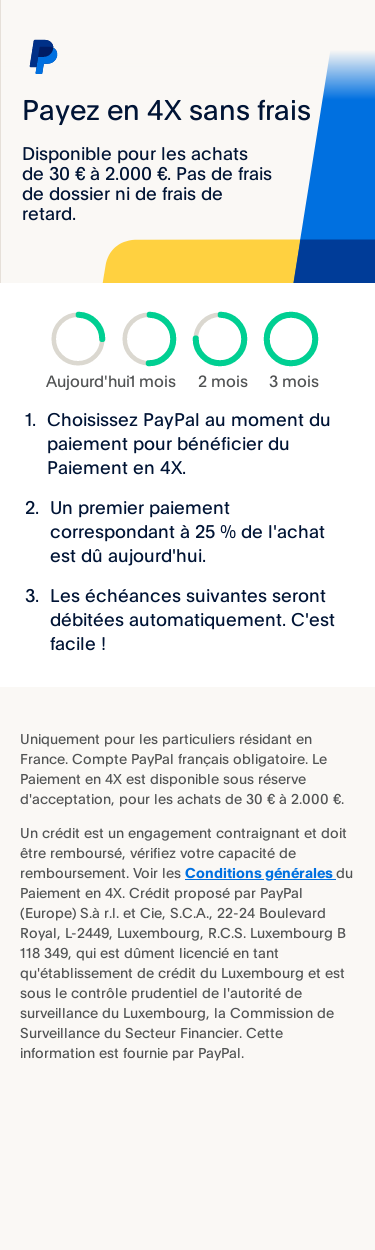 Payez en 4X sans frais
Disponible pour les achats
de 30 € à 2.000 €. Pas de frais
de dossier ni de frais de
retard.
Aujourd'hui 1 mois 2 mois 3 mois
1. Choisissez PayPal au moment du
paiement pour bénéficier du
Paiement en 4X.
2. Un premier paiement
correspondant à 25 % de l'achat
est dû aujourd'hui.
3. Les échéances suivantes seront
débitées automatiquement. C'est
facile !
Uniquement pour les particuliers résidant en
France. Compte PayPal français obligatoire. Le
Paiement en 4X est disponible sous réserve
d'acceptation, pour les achats de 30 € à 2.000 €.
Un crédit est un engagement contraignant et doit
être remboursé, vérifiez votre capacité de
remboursement. Voir les Conditions générales du
Paiement en 4X. Crédit proposé par PayPal
(Europe) S.à r.l. et Cie, S.C.A., 22-24 Boulevard
Royal, L-2449, Luxembourg, R.C.S. Luxembourg B
118 349, qui est dûment licencié en tant
qu'établissement de crédit du Luxembourg et est
sous le contrôle prudentiel de l'autorité de
surveillance du Luxembourg, la Commission de
Surveillance du Secteur Financier. Cette
information est fournie par PayPal.